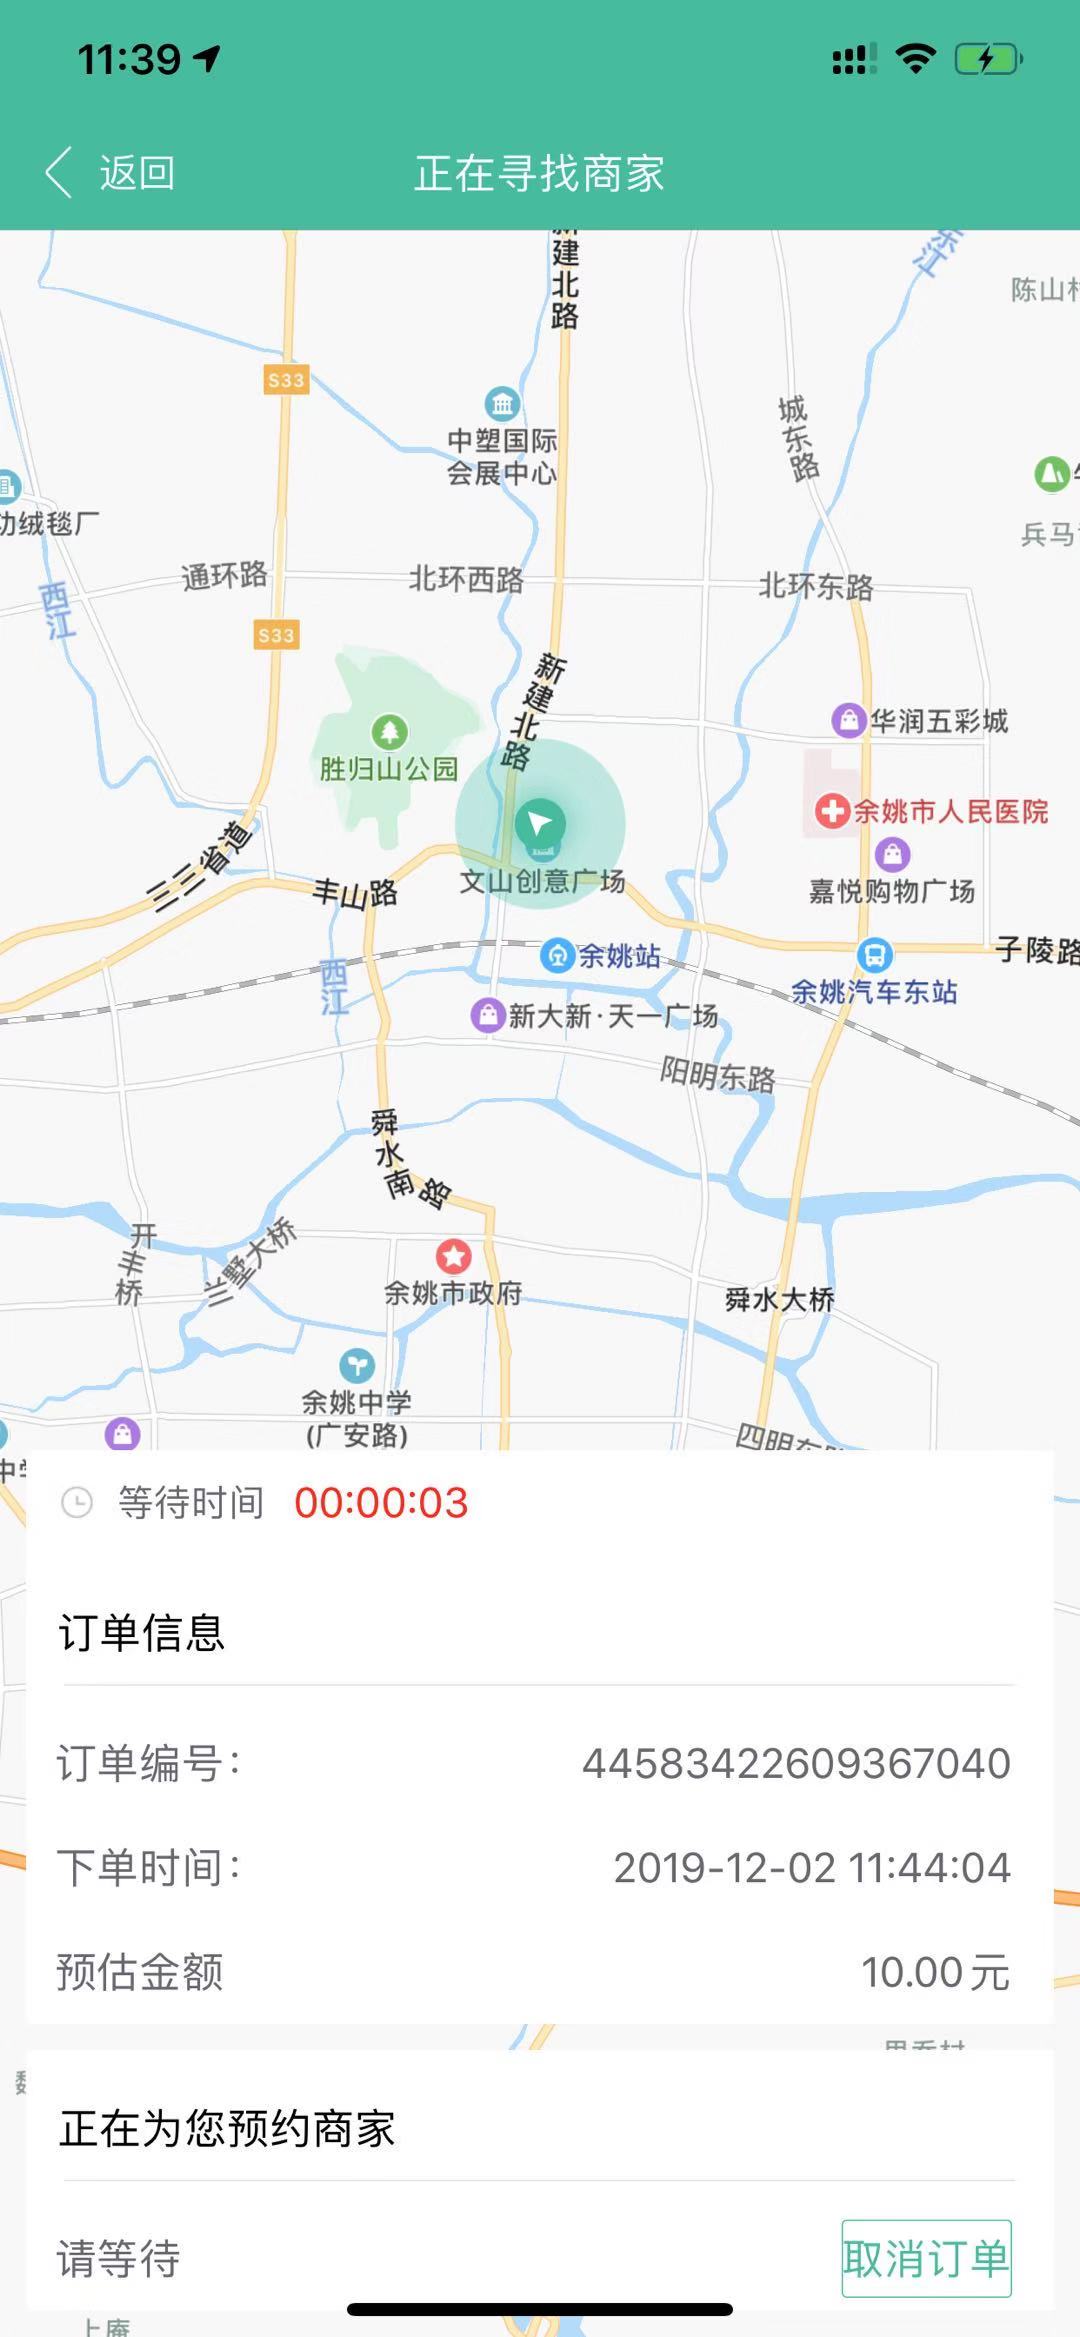 11:39
返回
正在寻找商家
新建北路
东江
陈山村
S33
中塑国际
会展中心
城东路
绒毯厂
兵马
通环路
北环西路
北环东路
西江
S33
新建北路
华润五彩城
胜归山公园
余姚市人民医院
三三省道
文山创意广场
嘉悦购物广场
丰山路
余姚站
子陵路
西江
余姚汽车东站
新大新·天一广场
阳明东路
舜水南路
开丰桥
兰墅大桥
余姚市政府
舜水大桥
余姚中学
(广安路)
四明东路
等待时间 00:00:03
订单信息
订单编号： 44583422609367040
下单时间： 2019-12-02 11:44:04
预估金额 10.00元
正在为您预约商家
请等待
取消订单
上庵